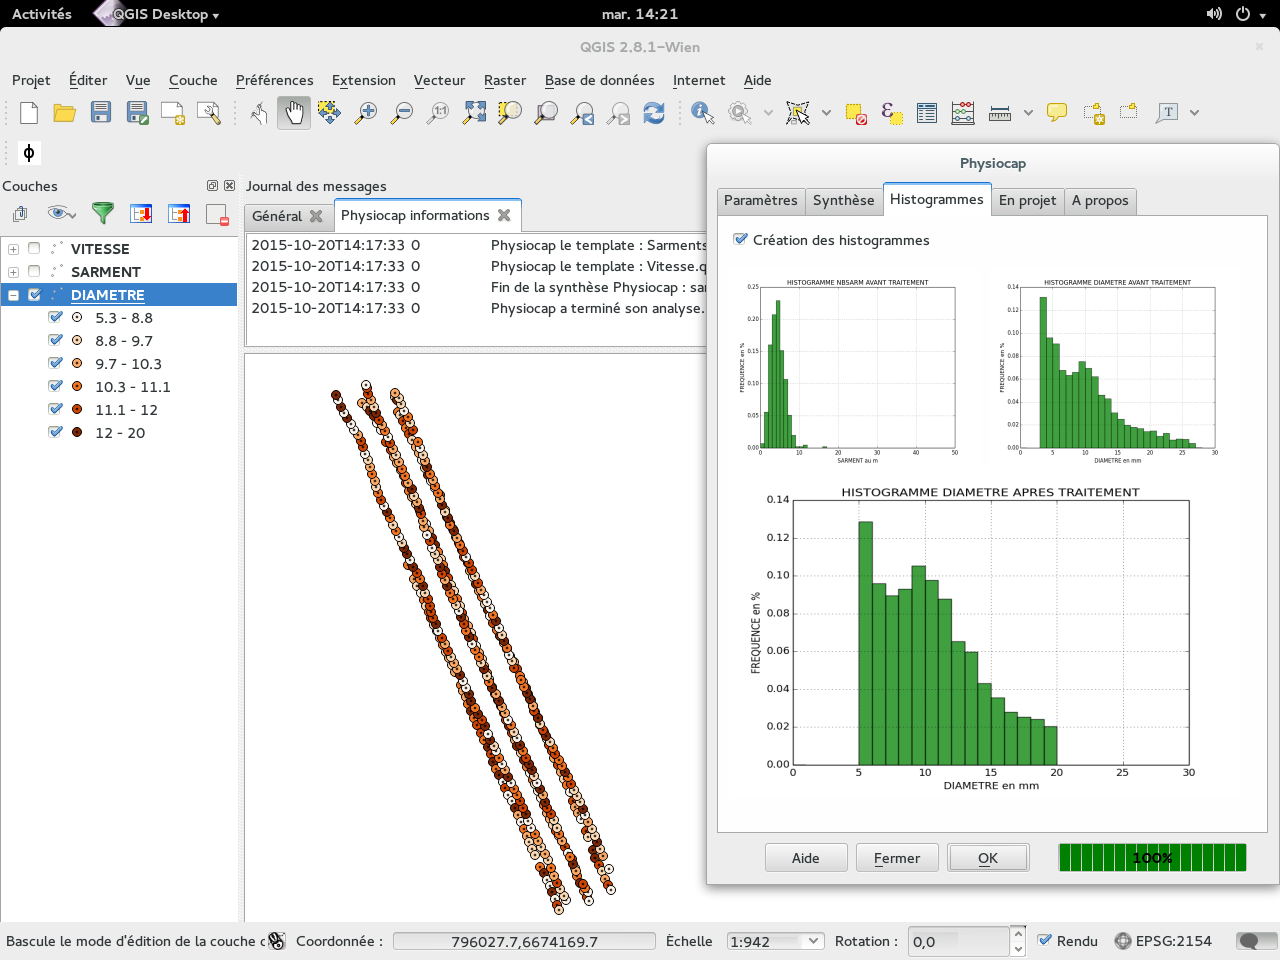 Activités QGIS Desktop mar. 14:21
QGIS 2.8.1-Wien
Projet Éditer Vue Couche Préférences Extension Vecteur Raster Base de données Internet Aide
Couches
VITESSE
SARMENT
DIAMETRE
5.3 - 8.8
8.8 - 9.7
9.7 - 10.3
10.3 - 11.1
11.1 - 12
12 - 20
Journal des messages
Général Physiocap informations
2015-10-20T14:17:33 0 Physiocap le template : Sarments
2015-10-20T14:17:33 0 Physiocap le template : Vitesse.q
2015-10-20T14:17:33 0 Fin de la synthèse Physiocap : sar
2015-10-20T14:17:33 0 Physiocap a terminé son analyse.
Physiocap
Paramètres Synthèse Histogrammes En projet A propos
Création des histogrammes
HISTOGRAMME NBSARM AVANT TRAITEMENT
FREQUENCE en %
0.25
0.20
0.15
0.10
0.05
0.00
0 10 20 30 40 50
SARMENT au m
HISTOGRAMME DIAMETRE AVANT TRAITEMENT
FREQUENCE en %
0.14
0.12
0.10
0.08
0.06
0.04
0.02
0.00
0 5 10 15 20 25 30
DIAMETRE en mm
HISTOGRAMME DIAMETRE APRES TRAITEMENT
FREQUENCE en %
0.14
0.12
0.10
0.08
0.06
0.04
0.02
0.00
0 5 10 15 20 25 30
DIAMETRE en mm
Aide Fermer OK 100%
Bascule le mode d'édition de la couche c Coordonnée : 796027.7,6674169.7 Échelle 1:942 Rotation : 0,0 Rendu EPSG:2154